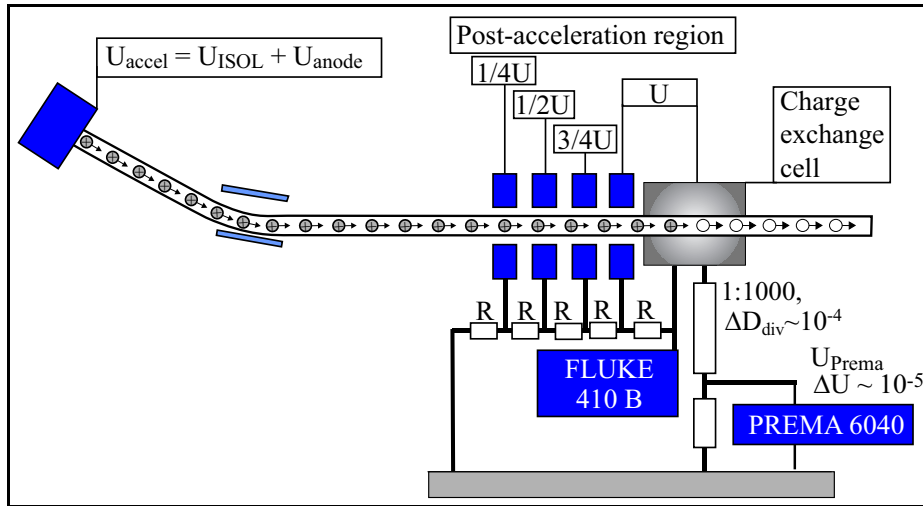 U_accel = U_ISOL + U_anode
Post-acceleration region
1/4U
1/2U
3/4U
U
Charge
exchange
cell
R
R
R
R
R
1:1000,
ΔD_div~10⁻⁴
FLUKE
410 B
U_Prema
ΔU ~ 10⁻⁵
PREMA 6040